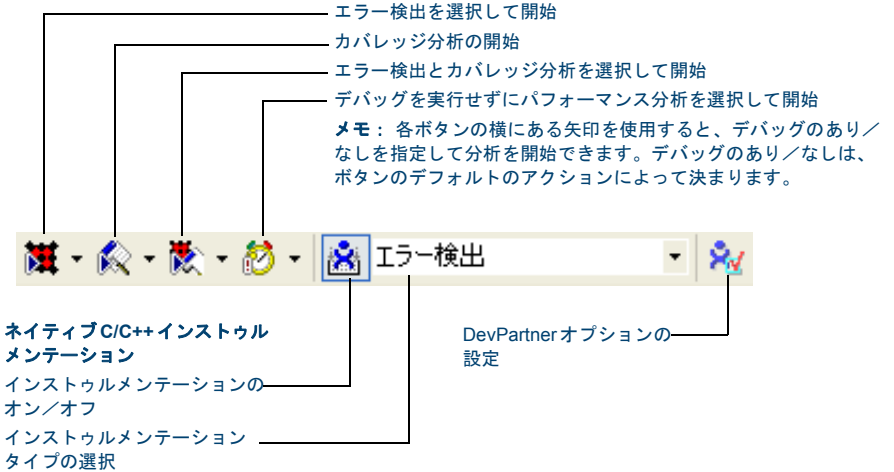 エラー検出を選択して開始
カバレッジ分析の開始
エラー検出とカバレッジ分析を選択して開始
デバッグを実行せずにパフォーマンス分析を選択して開始
メモ： 各ボタンの横にある矢印を使用すると、デバッグのあり／
なしを指定して分析を開始できます。デバッグのあり／なしは、
ボタンのデフォルトのアクションによって決まります。
エラー検出
ネイティブ C/C++ インストゥル
メンテーション
インストゥルメンテーションの
オン／オフ
インストゥルメンテーション
タイプの選択
DevPartner オプションの
設定